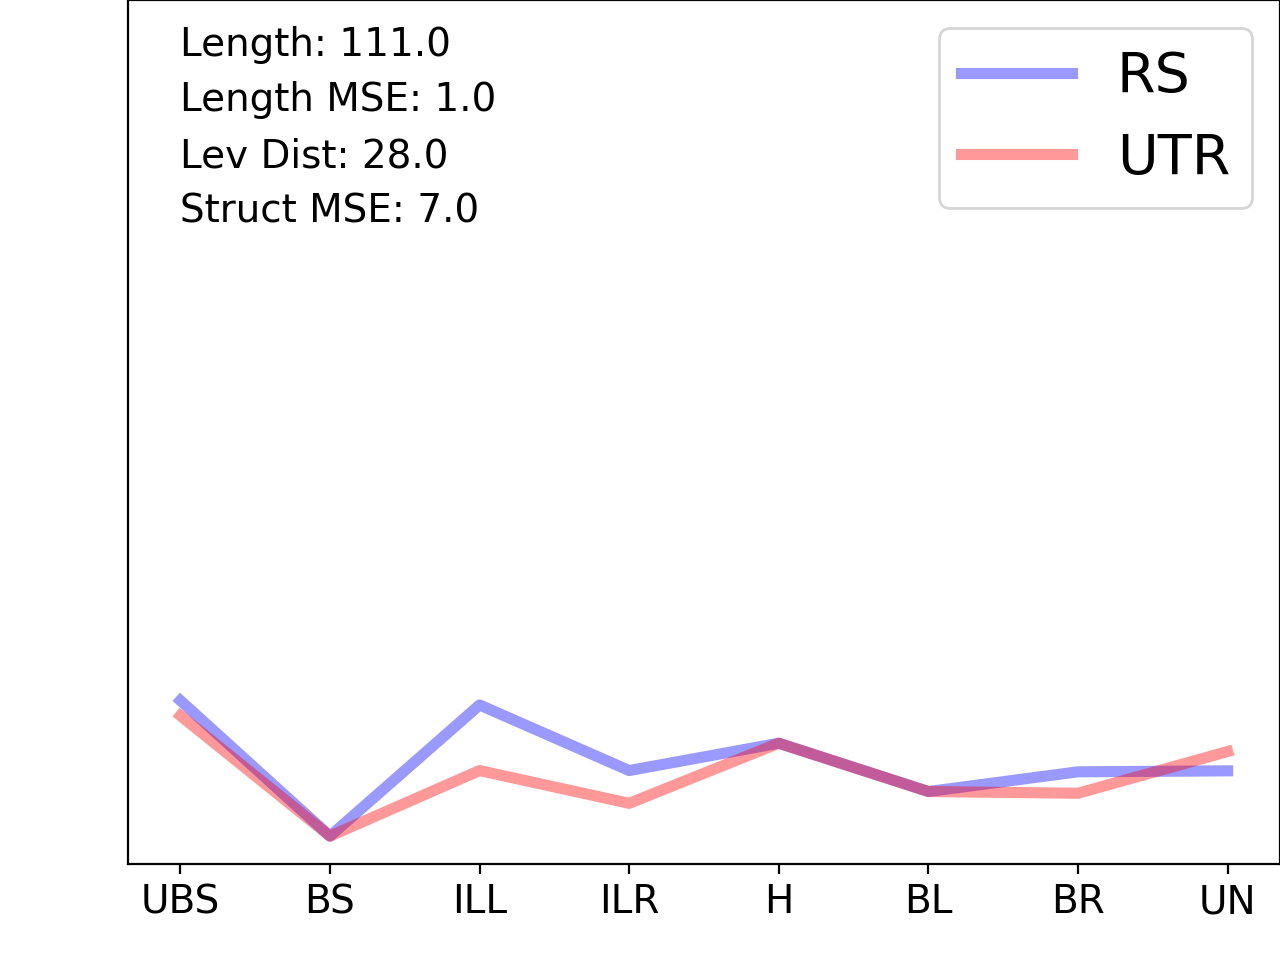 Length: 111.0
Length MSE: 1.0
Lev Dist: 28.0
Struct MSE: 7.0
RS
UTR
UBS BS ILL ILR H BL BR UN